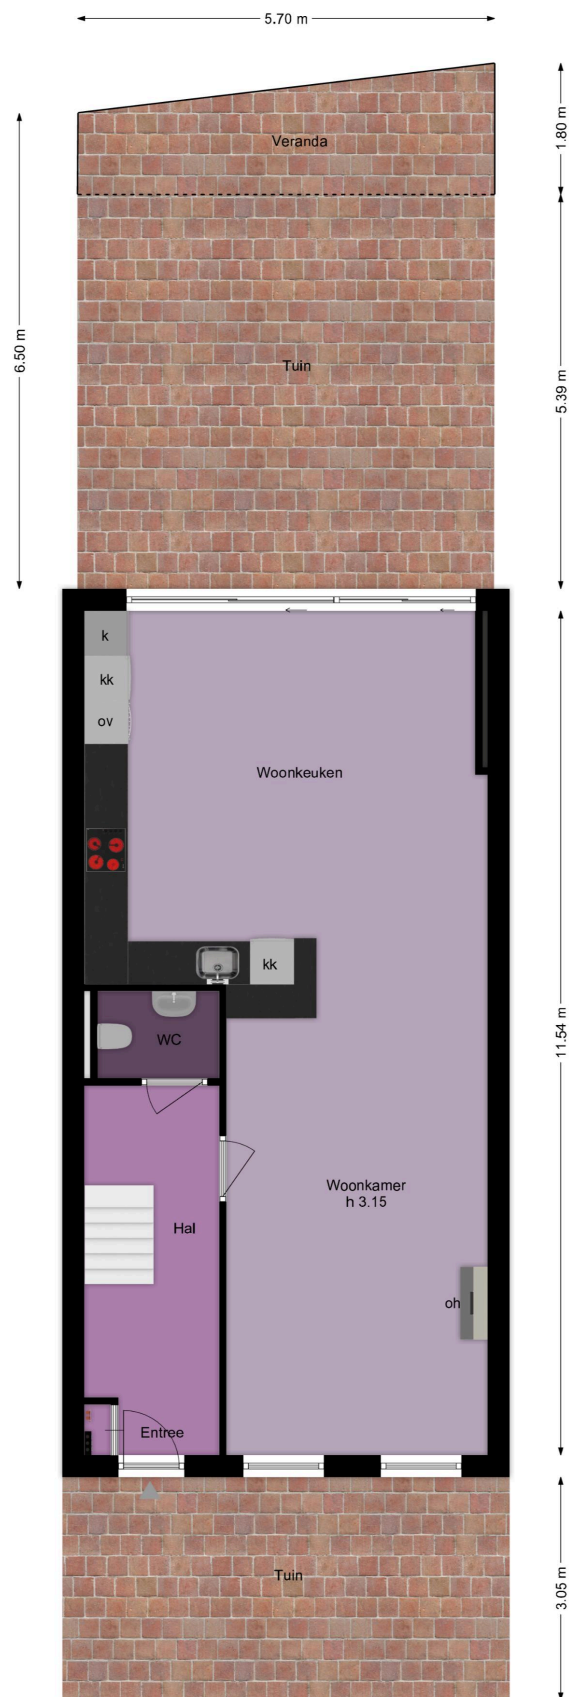 5.70 m
1.80 m
Veranda
6.50 m
Tuin
5.39 m
k
kk
ov
Woonkeuken
kk
11.54 m
WC
Woonkamer
h 3.15
Hal
oh
Entree
Tuin
3.05 m